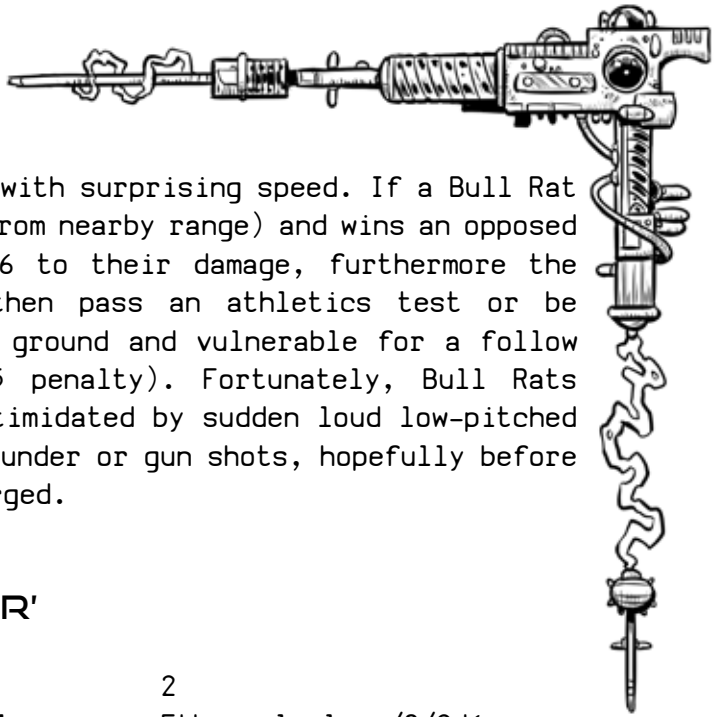 with surprising speed. If a Bull Rat
rom nearby range) and wins an opposed
6 to their damage, furthermore the
then pass an athletics test or be
ground and vulnerable for a follow
penalty). Fortunately, Bull Rats
timidated by sudden loud low-pitched
under or gun shots, hopefully before
rged.
R'
2